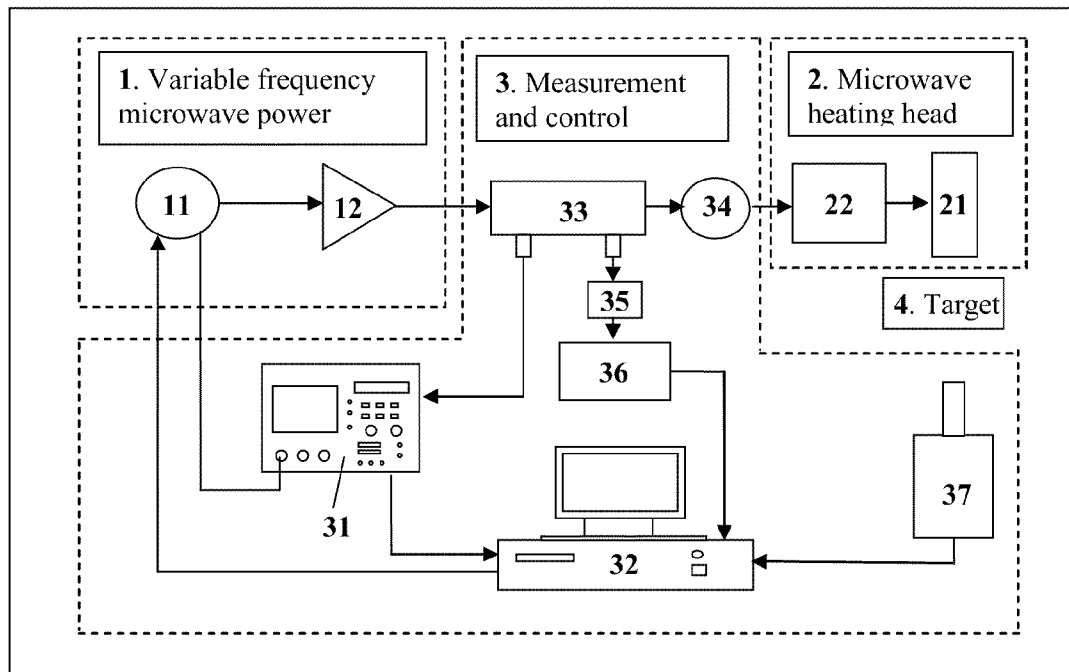 1. Variable frequency
microwave power
3. Measurement
and control
2. Microwave
heating head
11
12
33
34
22
21
35
4. Target
36
31
37
32